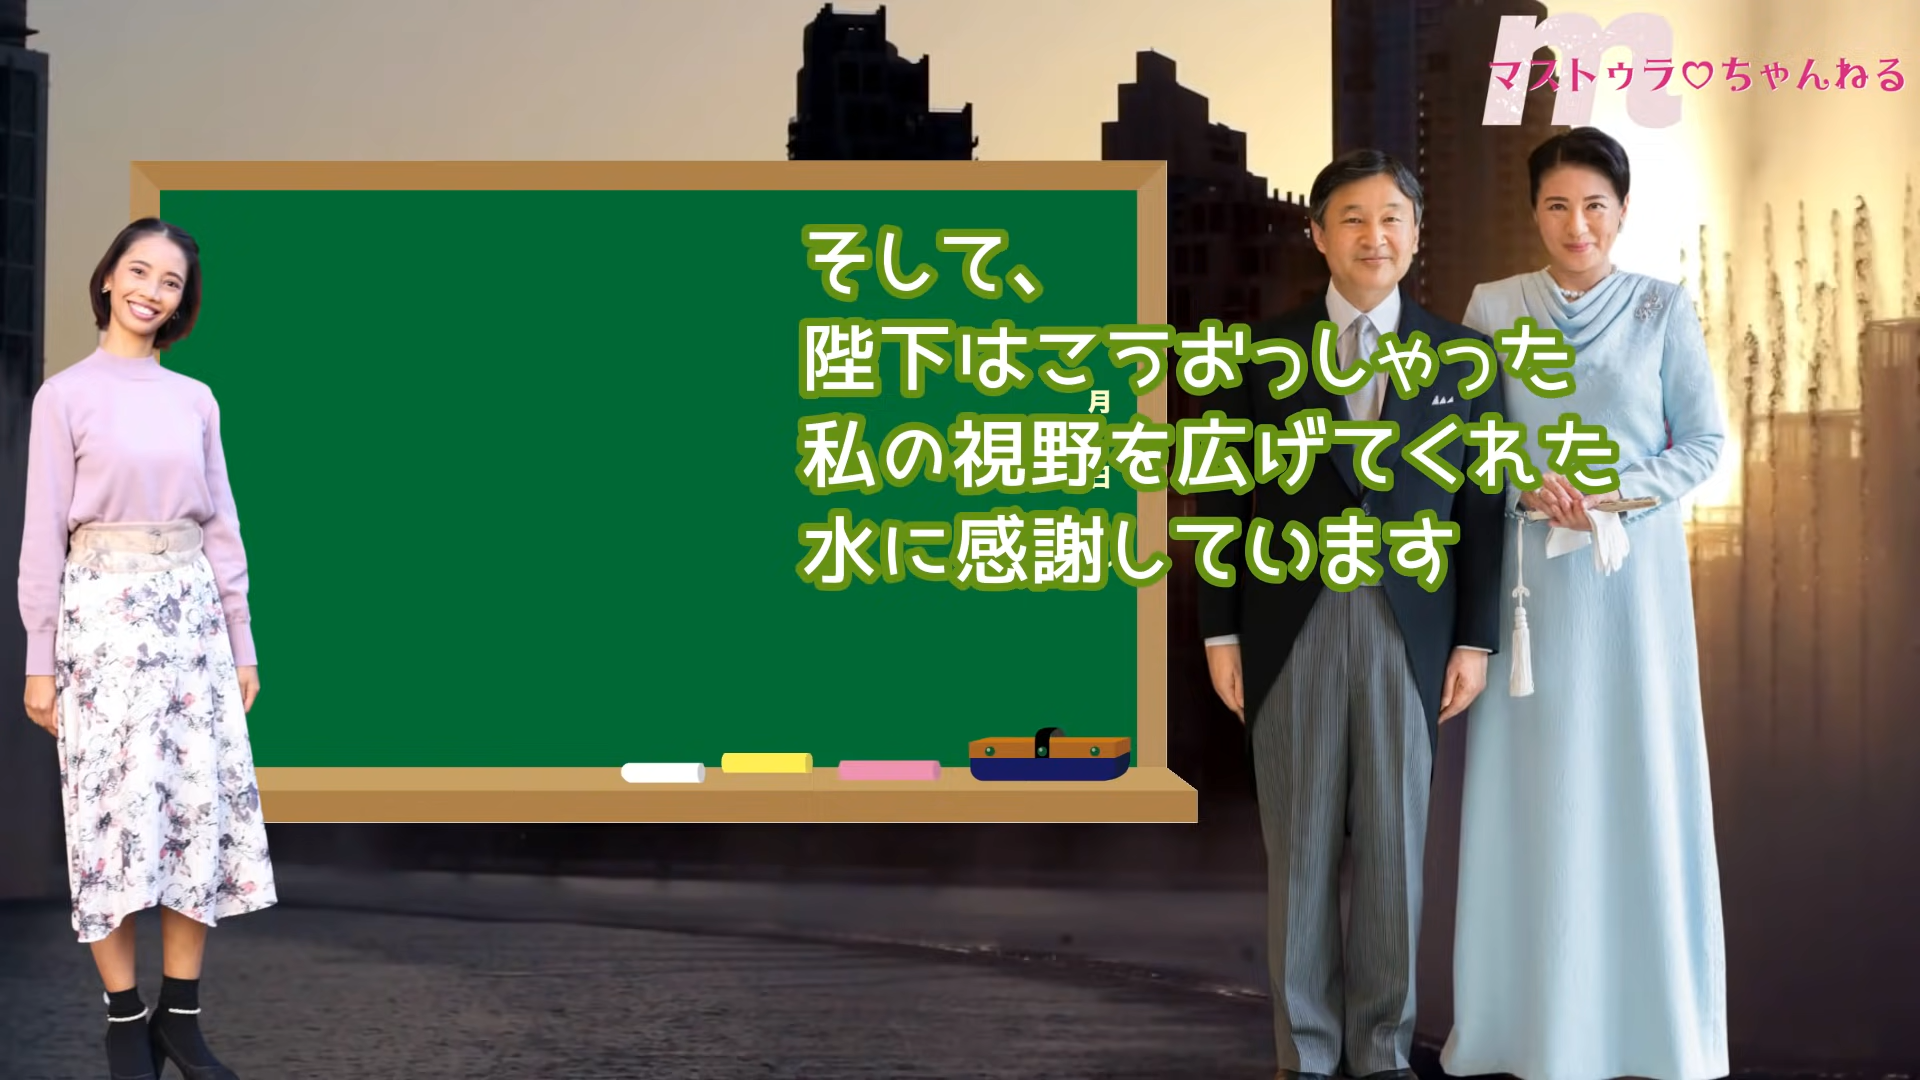 m
マストゥラ♡ちゃんねる
そして、
陛下はこうおっしゃった
月
私の視野を広げてくれた
日
水に感謝しています